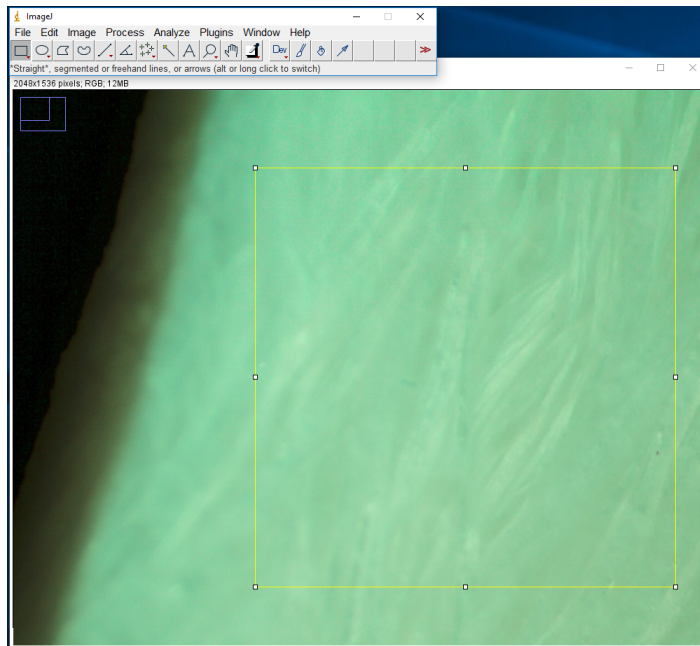 ImageJ
File Edit Image Process Analyze Plugins Window Help
A Dev
*Straight*, segmented or freehand lines, or arrows (alt or long click to switch)
2048x1536 pixels; RGB; 12MB